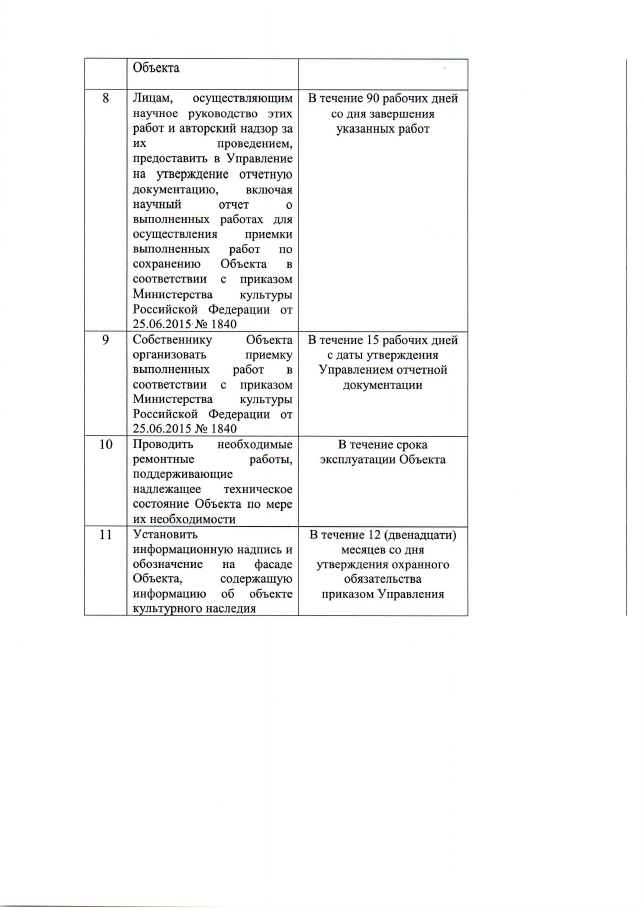 Объекта
8
Лицам, осуществляющим
научное руководство этих
работ и авторский надзор за
их проведением,
предоставить в Управление
на утверждение отчетную
документацию, включая
научный отчет о
выполненных работах для
осуществления приемки
выполненных работ по
сохранению Объекта в
соответствии с приказом
Министерства культуры
Российской Федерации от
25.06.2015 № 1840
В течение 90 рабочих дней
со дня завершения
указанных работ
9
Собственнику Объекта
организовать приемку
выполненных работ в
соответствии с приказом
Министерства культуры
Российской Федерации от
25.06.2015 № 1840
В течение 15 рабочих дней
с даты утверждения
Управлением отчетной
документации
10
Проводить необходимые
ремонтные работы,
поддерживающие
надлежащее техническое
состояние Объекта по мере
их необходимости
В течение срока
эксплуатации Объекта
11
Установить
информационную надпись и
обозначение на фасаде
Объекта, содержащую
информацию об объекте
культурного наследия
В течение 12 (двенадцати)
месяцев со дня
утверждения охранного
обязательства
приказом Управления